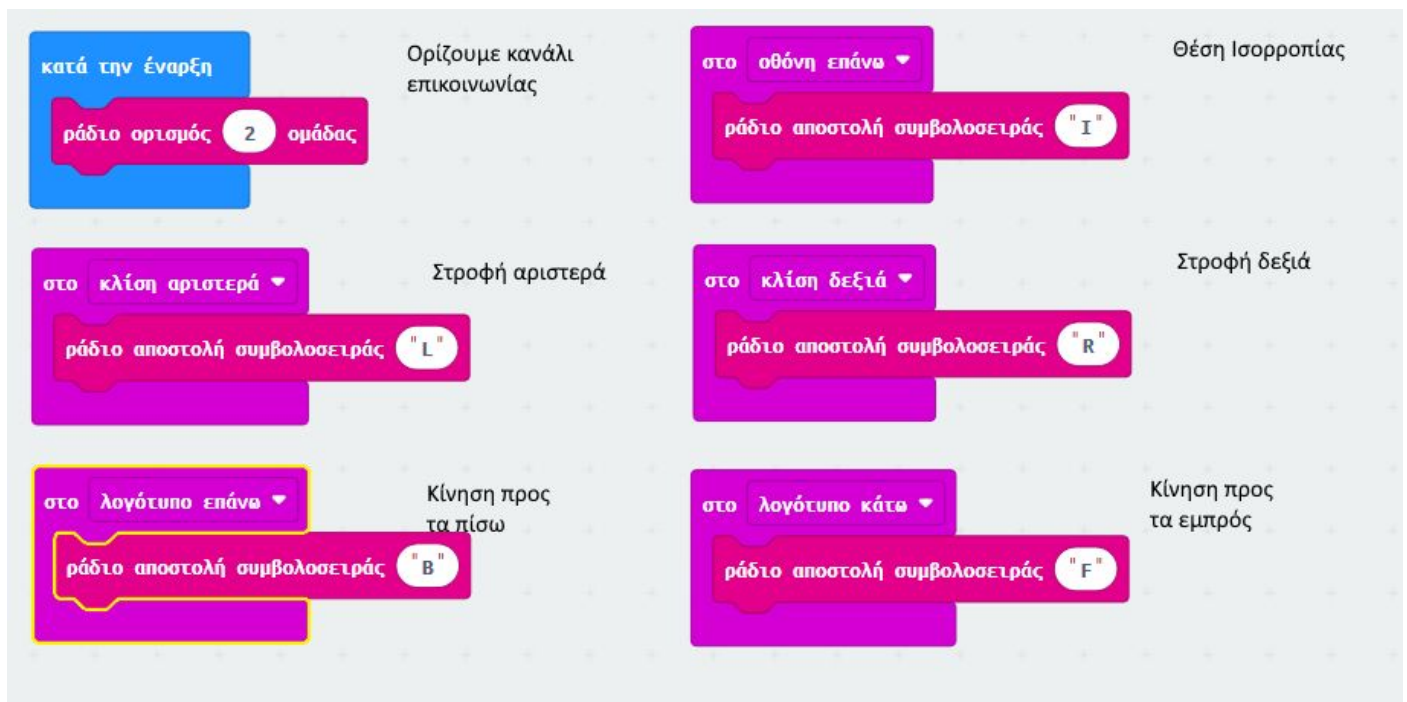 κατά την έναρξη
ράδιο ορισμός 2 ομάδας
Ορίζουμε κανάλι
επικοινωνίας
στο οθόνη επάνω
ράδιο αποστολή συμβολοσειράς "I"
Θέση Ισορροπίας
στο κλίση αριστερά
ράδιο αποστολή συμβολοσειράς "L"
Στροφή αριστερά
στο κλίση δεξιά
ράδιο αποστολή συμβολοσειράς "R"
Στροφή δεξιά
στο λογότυπο επάνω
ράδιο αποστολή συμβολοσειράς "B"
Κίνηση προς
τα πίσω
στο λογότυπο κάτω
ράδιο αποστολή συμβολοσειράς "F"
Κίνηση προς
τα εμπρός